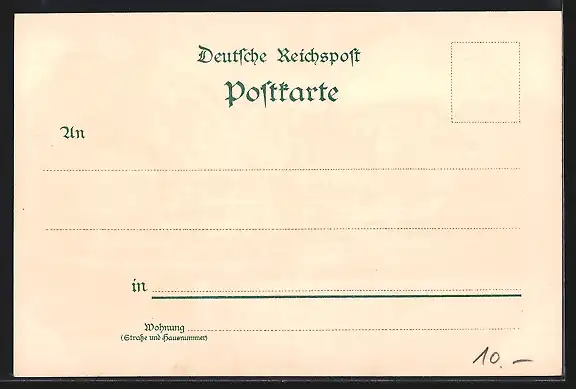 Deutſche Reichspoſt
Poſtkarte
An
in
Wohnung
(Straße und Hausnummer)
10.–